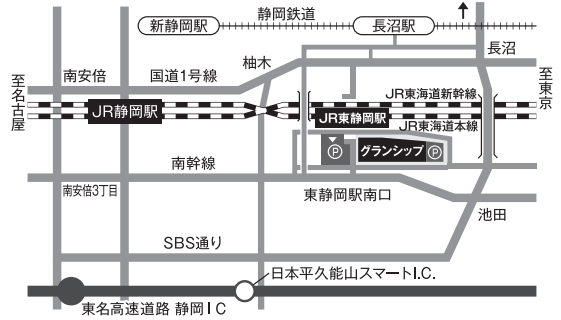 静岡鉄道
新静岡駅
長沼駅
長沼
柚木
南安倍
国道1号線
至名古屋
至東京
JR東海道新幹線
JR静岡駅
JR東静岡駅
JR東海道本線
P
グランシップ P
南幹線
南安倍3丁目
東静岡駅南口
池田
SBS通り
日本平久能山スマートI.C.
東名高速道路 静岡IC